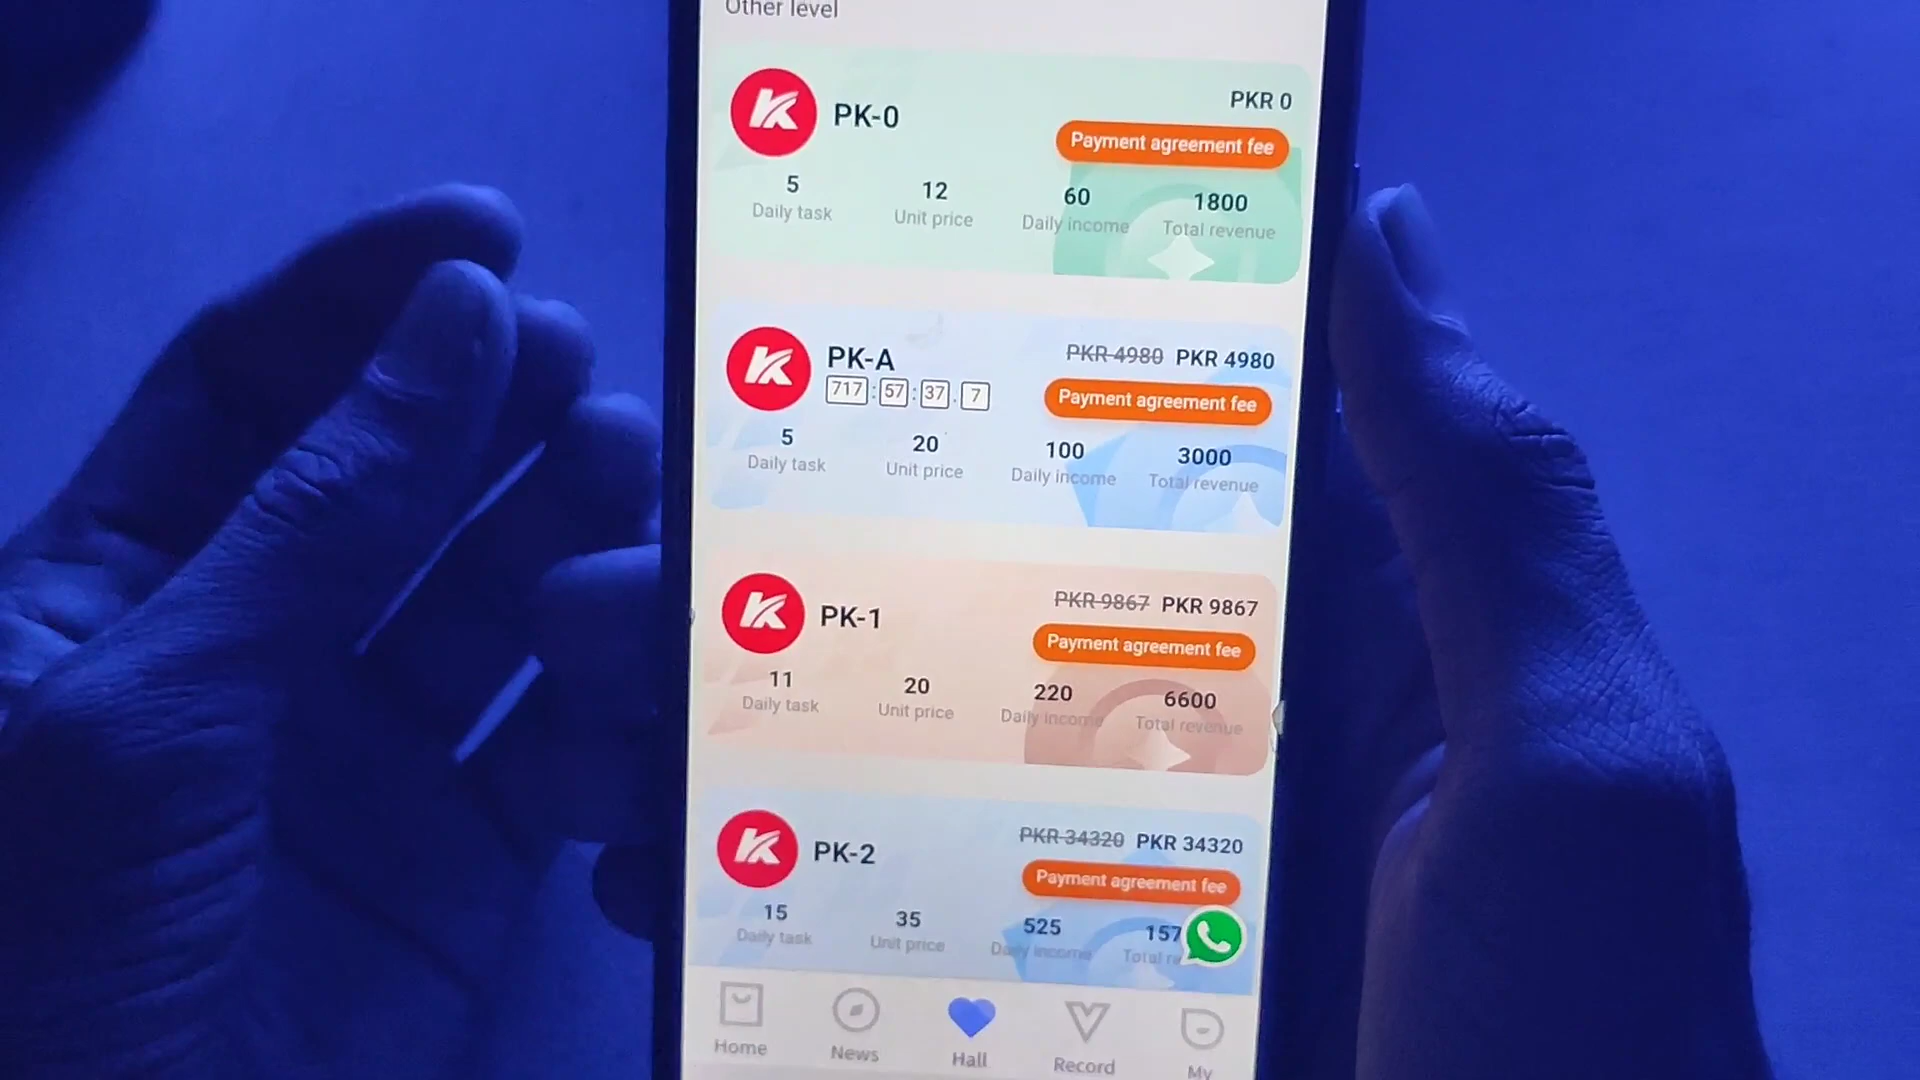 Other level
PK-0
PKR 0
Payment agreement fee
5 12 60 1800
Daily task Unit price Daily income Total revenue
PK-A
PKR 4980 PKR 4980
717 : 57 : 37 . 7
Payment agreement fee
5 20 100 3000
Daily task Unit price Daily income Total revenue
PK-1
PKR 9867 PKR 9867
Payment agreement fee
11 20 220 6600
Daily task Unit price Daily income Total revenue
PK-2
PKR 34320 PKR 34320
Payment agreement fee
15 35 525 157
Daily task Unit price Daily income Total re
Home News Hall Record My